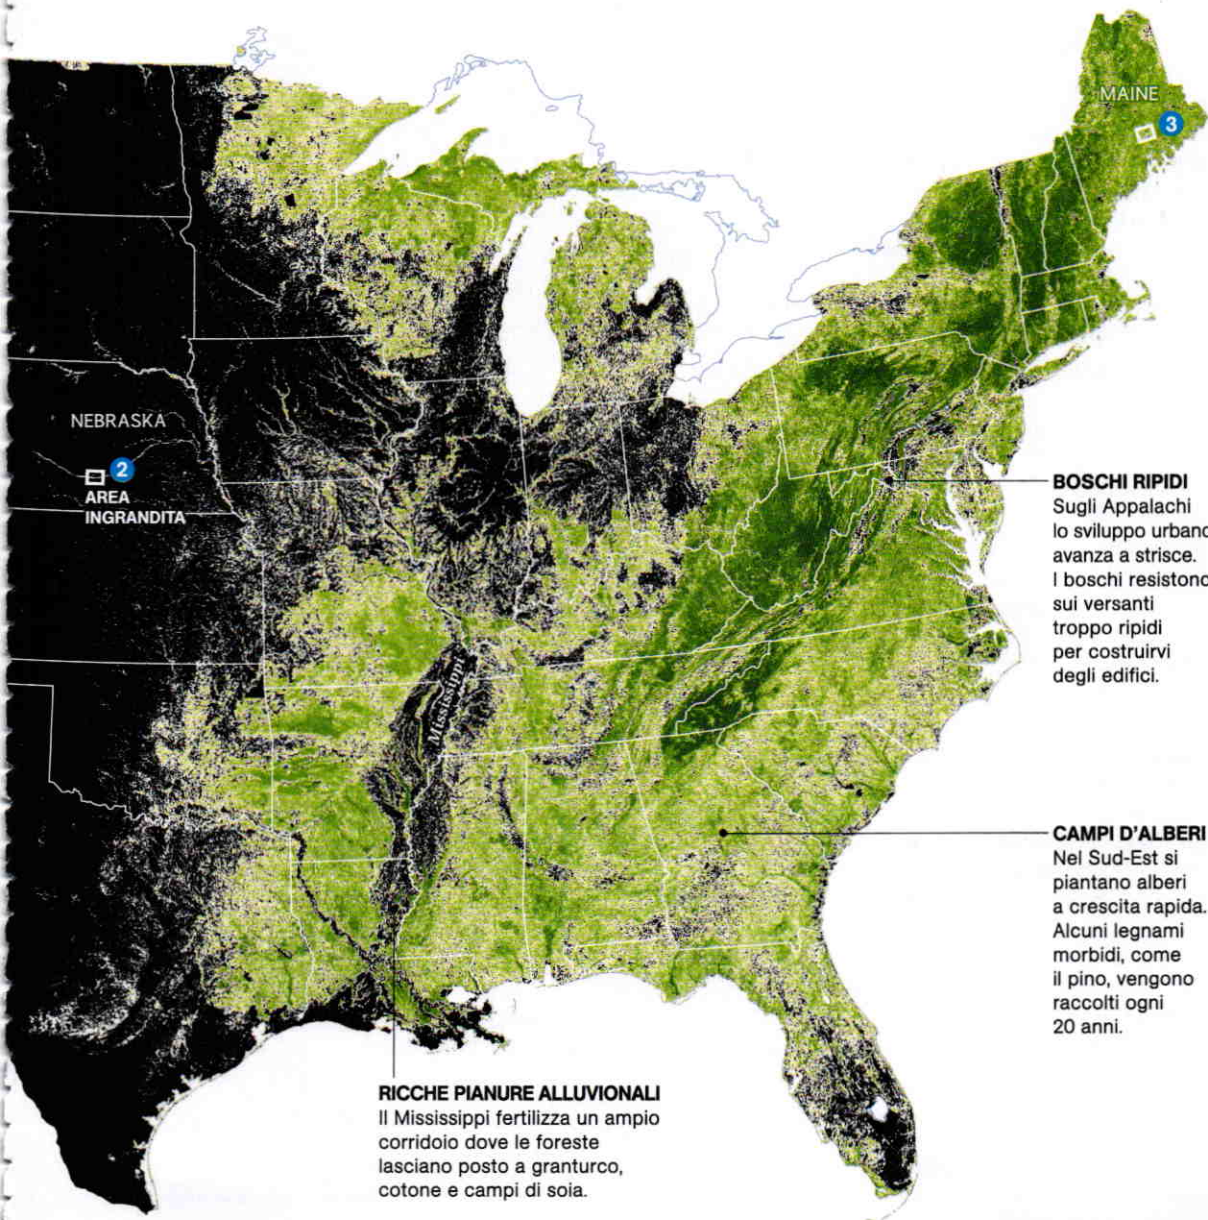 MAINE
3
NEBRASKA
2
AREA
INGRANDITA
Mississippi
BOSCHI RIPIDI
Sugli Appalachi
lo sviluppo urbano
avanza a strisce.
I boschi resistono
sui versanti
troppo ripidi
per costruirvi
degli edifici.
CAMPI D'ALBERI
Nel Sud-Est si
piantano alberi
a crescita rapida.
Alcuni legnami
morbidi, come
il pino, vengono
raccolti ogni
20 anni.
RICCHE PIANURE ALLUVIONALI
Il Mississippi fertilizza un ampio
corridoio dove le foreste
lasciano posto a granturco,
cotone e campi di soia.